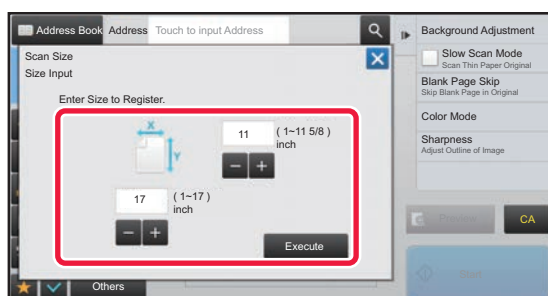 Address Book Address Touch to input Address
Background Adjustment
Scan Size
Slow Scan Mode
Scan Thin Paper Original
Size Input
Blank Page Skip
Skip Blank Page in Original
Enter Size to Register.
Color Mode
X
Y
11 ( 1~11 5/8 )
inch
Sharpness
Adjust Outline of Image
- +
17 ( 1~17 )
inch
- +
Execute
Preview
CA
Start
Others